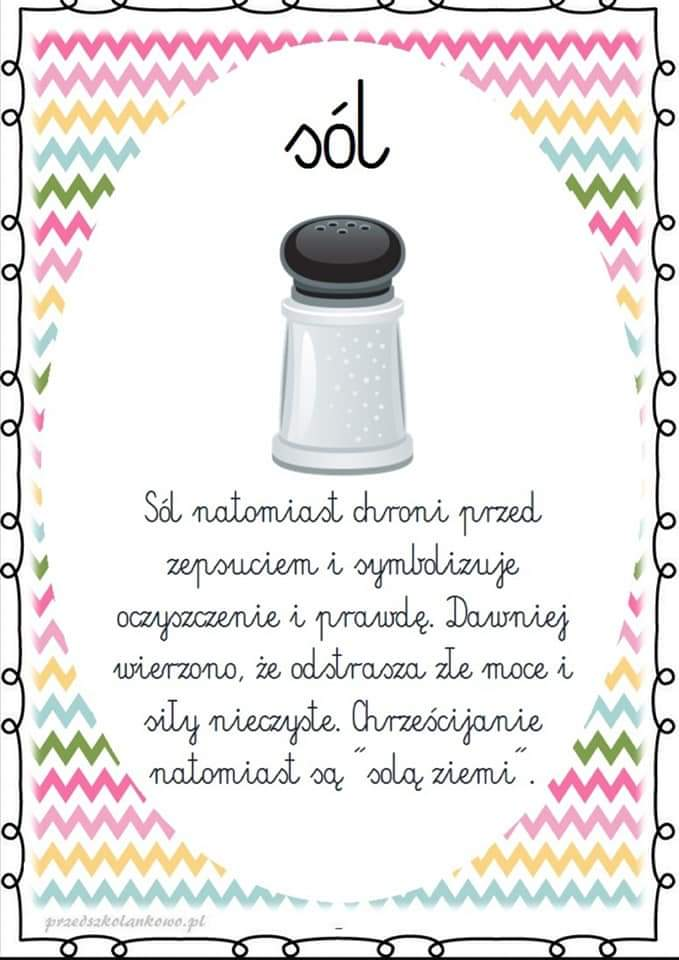 sól
Sól natomiast chroni przed
zepsuciem i symbolizuje
oczyszczenie i prawdę. Dawniej
wierzono, że odstrasza złe moce i
siły nieczyste. Chrześcijanie
natomiast są "solą ziemi".
przedszkolankowo.pl